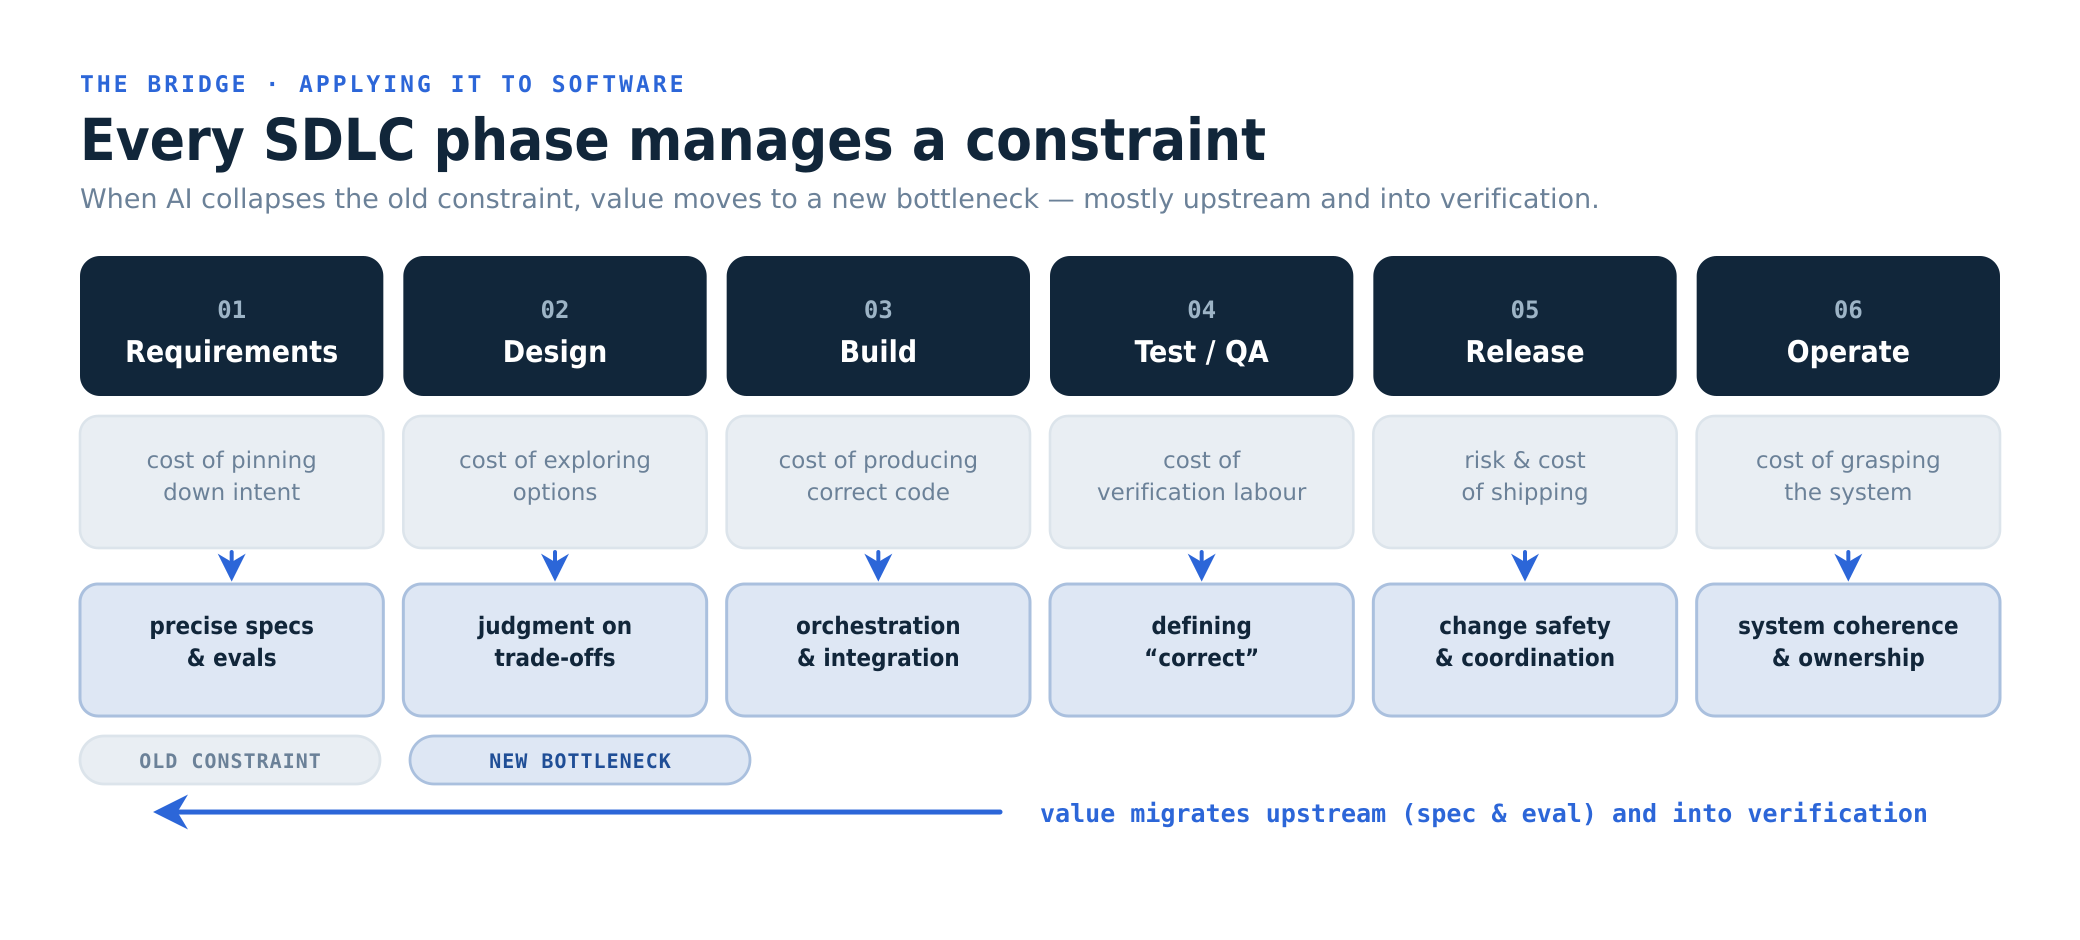 THE BRIDGE · APPLYING IT TO SOFTWARE
Every SDLC phase manages a constraint
When AI collapses the old constraint, value moves to a new bottleneck — mostly upstream and into verification.
01
Requirements
02
Design
03
Build
04
Test / QA
05
Release
06
Operate
cost of pinning
down intent
cost of exploring
options
cost of producing
correct code
cost of
verification labour
risk & cost
of shipping
cost of grasping
the system
precise specs
& evals
judgment on
trade-offs
orchestration
& integration
defining
“correct”
change safety
& coordination
system coherence
& ownership
OLD CONSTRAINT
NEW BOTTLENECK
value migrates upstream (spec & eval) and into verification